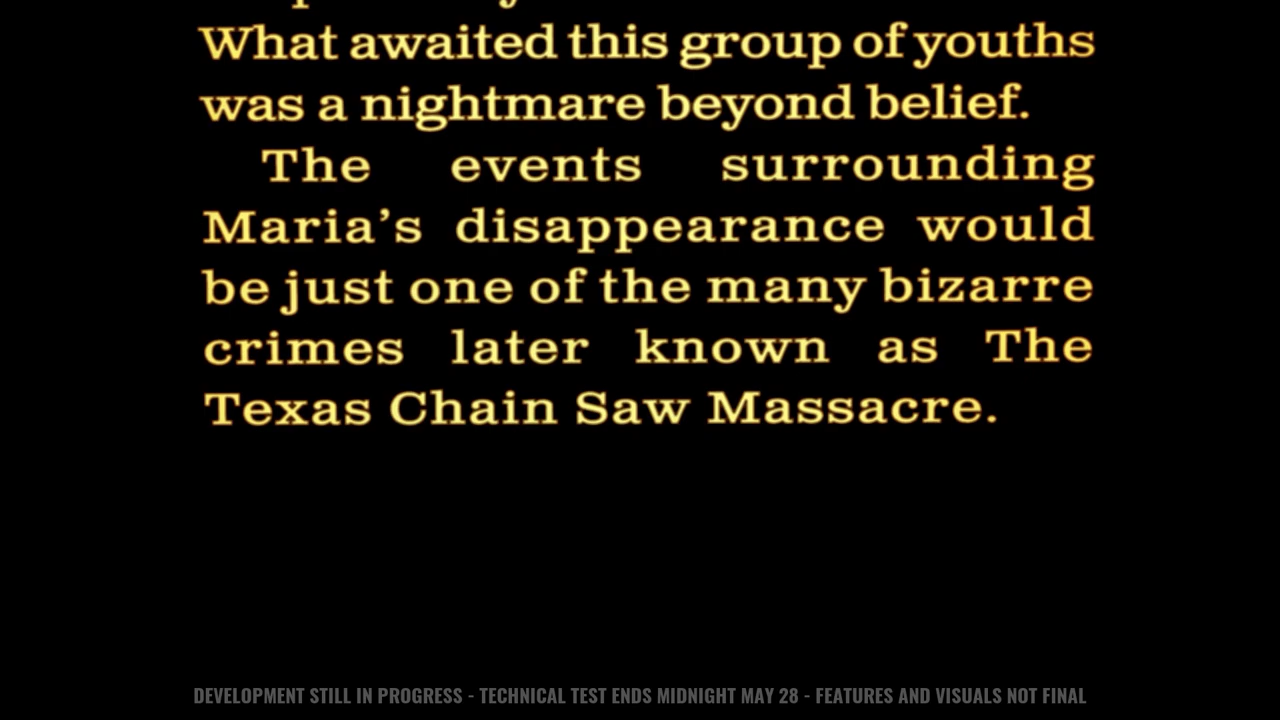 What awaited this group of youths
was a nightmare beyond belief.
The events surrounding
Maria’s disappearance would
be just one of the many bizarre
crimes later known as The
Texas Chain Saw Massacre.
DEVELOPMENT STILL IN PROGRESS - TECHNICAL TEST ENDS MIDNIGHT MAY 28 - FEATURES AND VISUALS NOT FINAL